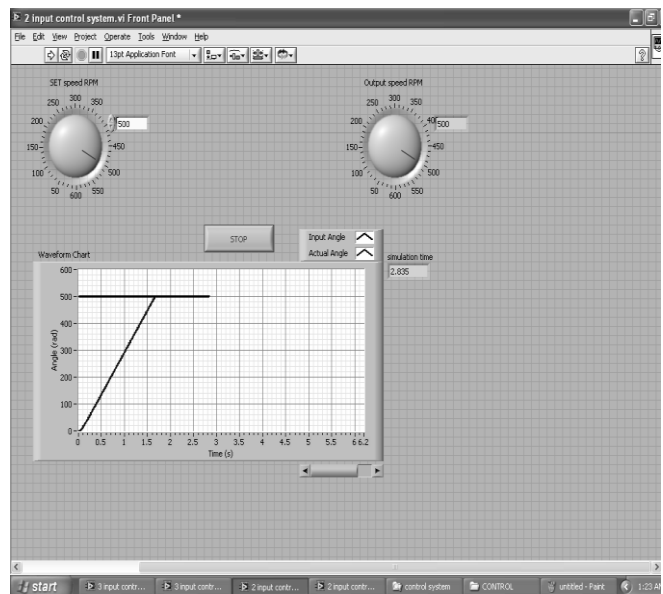 2 input control system.vi Front Panel *
File Edit View Project Operate Tools Window Help
13pt Application Font
SET speed RPM
Output speed RPM
300
250 350
200
500
150 450
100 500
50 550
600
300
250 350
200 40
500
150 450
100 500
50 550
600
STOP
Input Angle
Actual Angle
Waveform Chart
simulation time
2.835
600
500
400
300
200
100
0
Angle (rad)
0 0.5 1 1.5 2 2.5 3 3.5 4 4.5 5 5.5 6 6.2
Time (s)
start
3 input contr...
3 input contr...
2 input contr...
2 input contr...
control system
CONTROL
untitled - Paint
1:23 AM